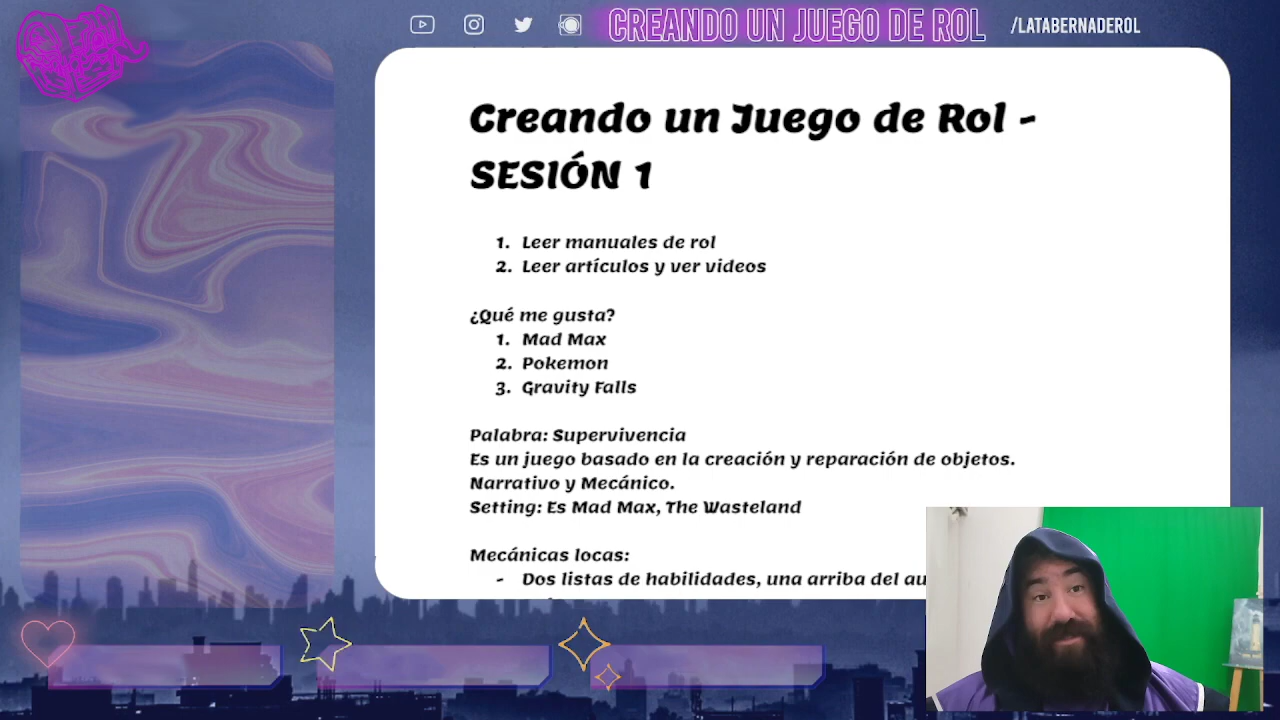 CREANDO UN JUEGO DE ROL
/LATABERNADEROL
Creando un Juego de Rol -
SESIÓN 1
1. Leer manuales de rol
2. Leer artículos y ver videos
¿Qué me gusta?
1. Mad Max
2. Pokemon
3. Gravity Falls
Palabra: Supervivencia
Es un juego basado en la creación y reparación de objetos.
Narrativo y Mecánico.
Setting: Es Mad Max, The Wasteland
Mecánicas locas:
- Dos listas de habilidades, una arriba del au